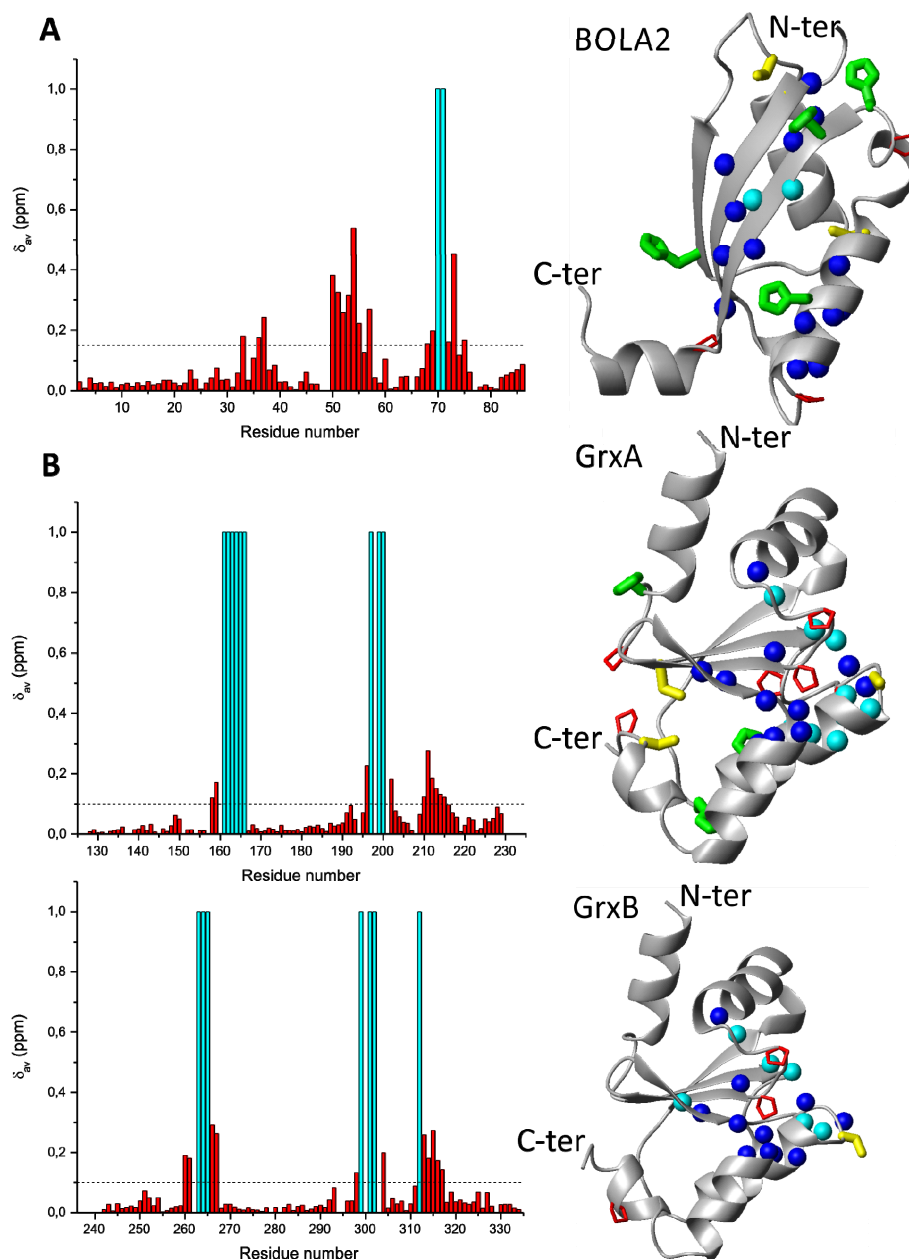 A
BOLA2
N-ter
C-ter
δav (ppm)
1,0
0,8
0,6
0,4
0,2
0,0
10 20 30 40 50 60 70 80
Residue number
B
GrxA
N-ter
C-ter
δav (ppm)
1,0
0,8
0,6
0,4
0,2
0,0
130 140 150 160 170 180 190 200 210 220 230
Residue number
GrxB
N-ter
C-ter
δav (ppm)
1,0
0,8
0,6
0,4
0,2
0,0
240 250 260 270 280 290 300 310 320 330
Residue number